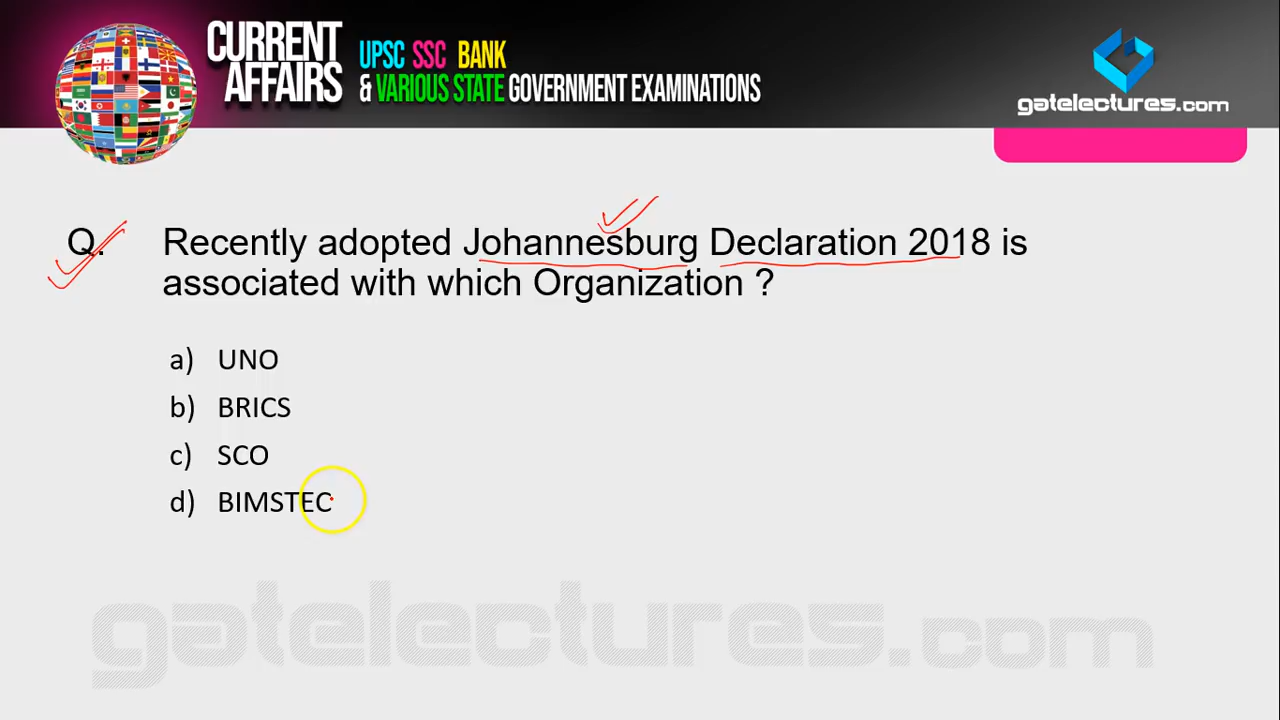 CURRENT
AFFAIRS
UPSC SSC BANK
& VARIOUS STATE GOVERNMENT EXAMINATIONS
gatelectures.com
Q. Recently adopted Johannesburg Declaration 2018 is
associated with which Organization ?
a) UNO
b) BRICS
c) SCO
d) BIMSTEC
gatelectures.com